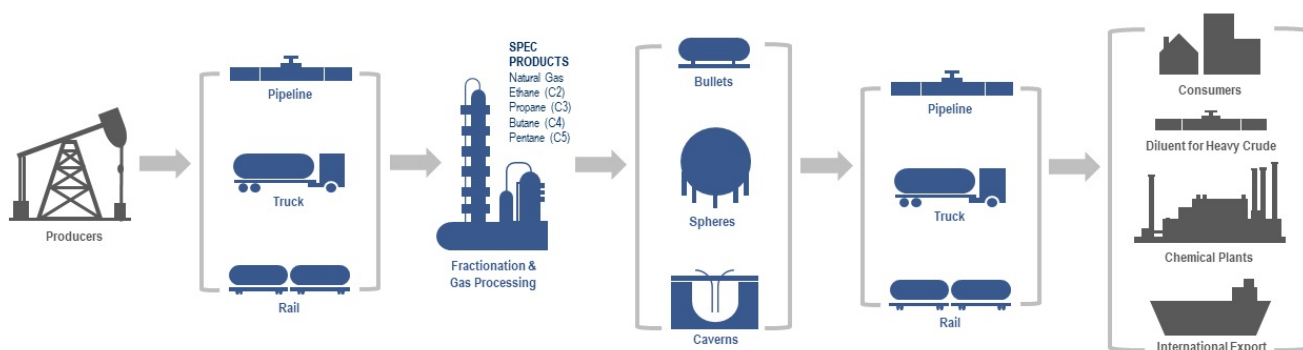 Producers
Pipeline
Truck
Rail
SPEC
PRODUCTS
Natural Gas
Ethane (C2)
Propane (C3)
Butane (C4)
Pentane (C5)
Fractionation &
Gas Processing
Bullets
Spheres
Caverns
Pipeline
Truck
Rail
Consumers
Diluent for Heavy Crude
Chemical Plants
International Export